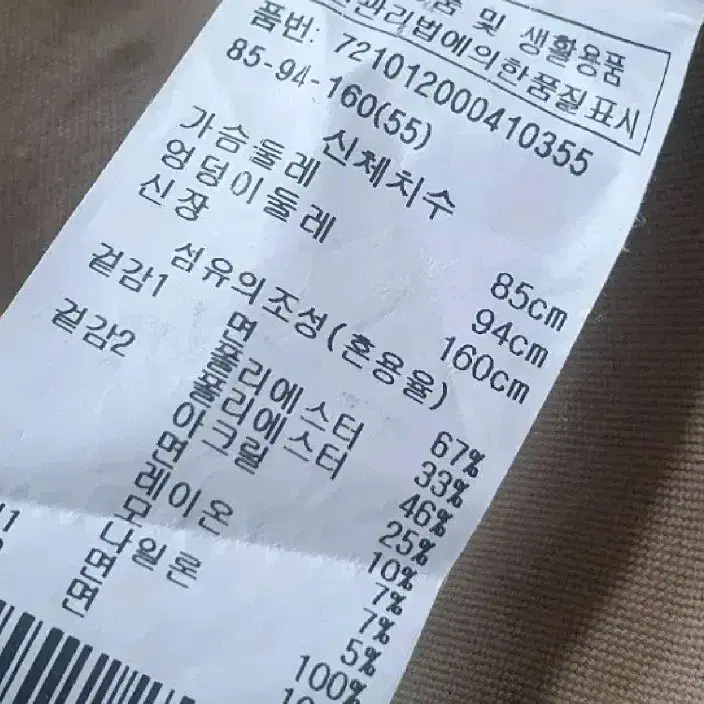 품 및 생활용품
관리법에의한품질표시
품번: 721012000410355
85-94-160(55)
신체치수
가슴둘레 85cm
엉덩이둘레 94cm
신장 160cm
섬유의조성(혼용율)
겉감1 면 67%
폴리에스터 33%
겉감2 폴리에스터 46%
아크릴 25%
면 10%
레이온 7%
모 7%
나일론 5%
1 면 100%
면